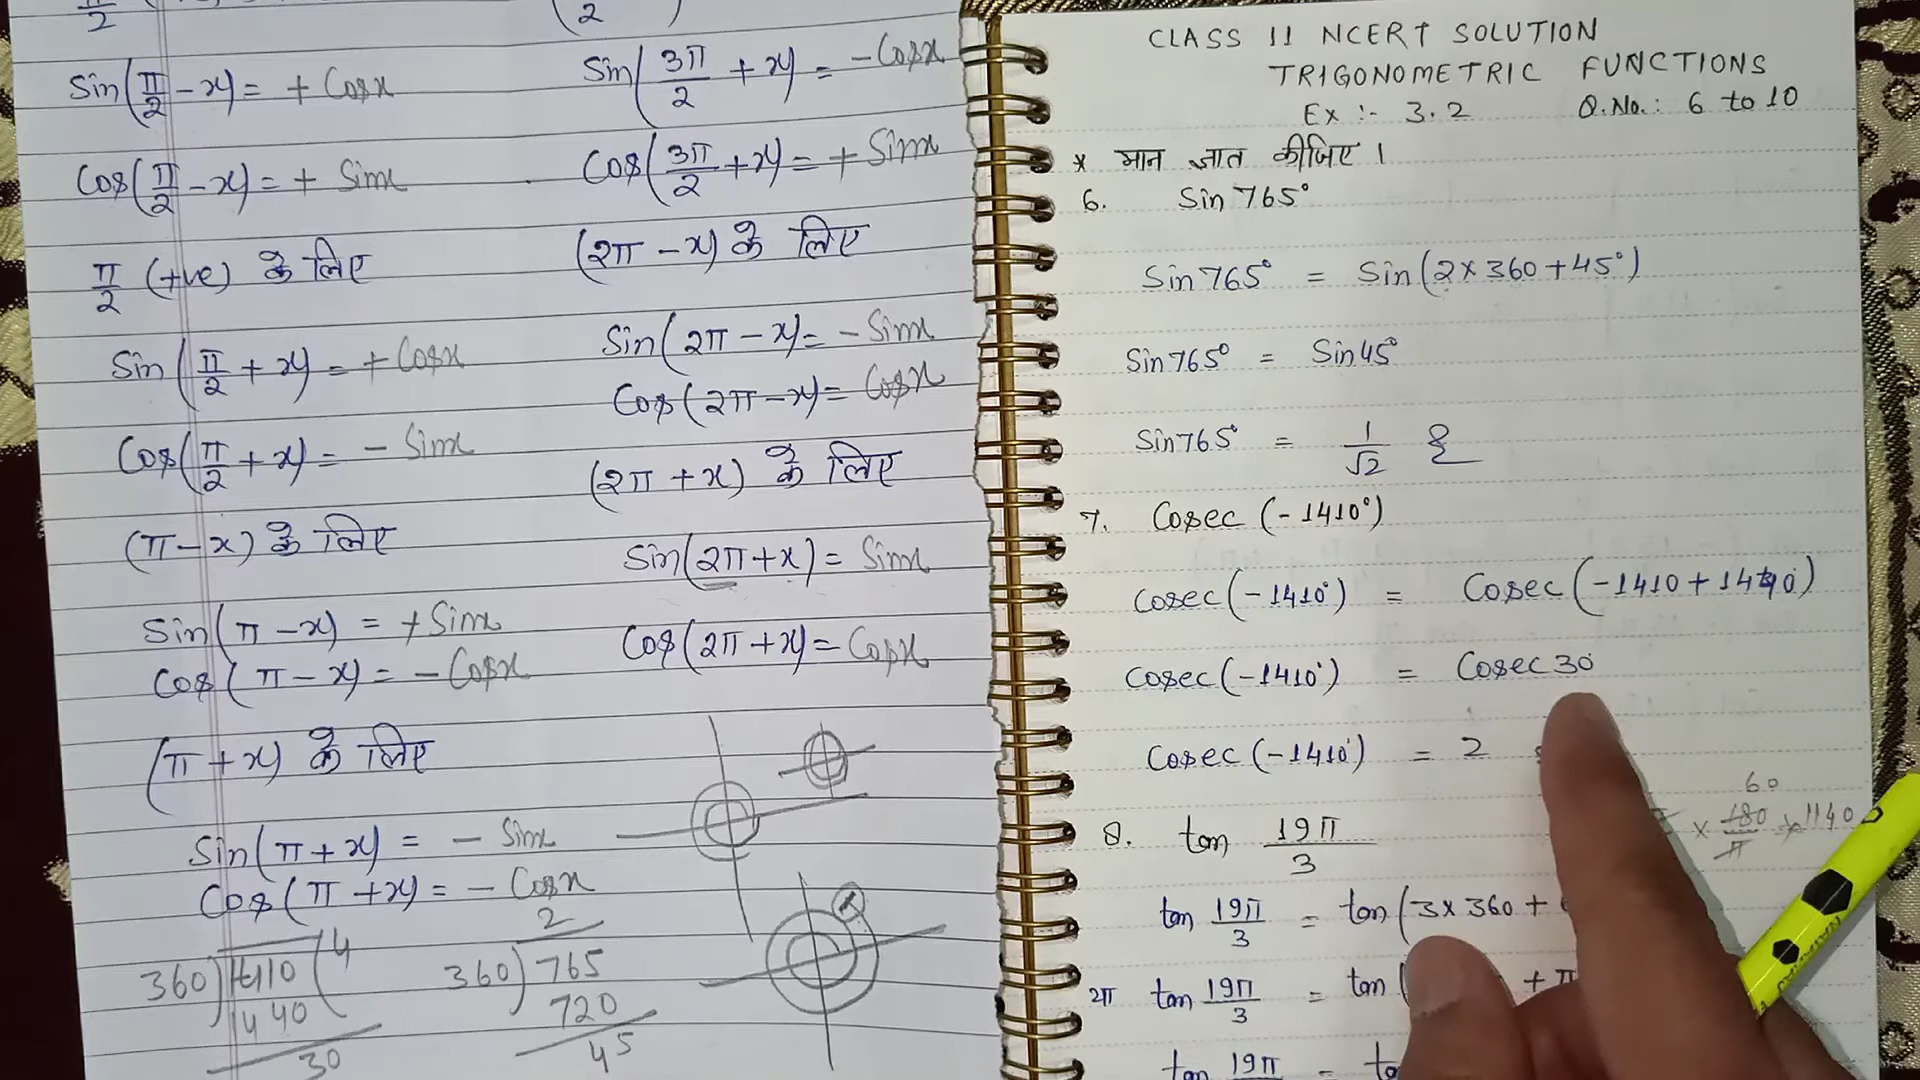 Sin(π/2 - x) = + Cosx
Cos(π/2 - x) = + Sinx
π/2 (+ve) के लिए
Sin(π/2 + x) = + Cosx
Cos(π/2 + x) = - Sinx
(π - x) के लिए
Sin(π - x) = + Sinx
Cos(π - x) = - Cosx
(π + x) के लिए
Sin(π + x) = - Sinx
Cos(π + x) = - Cosx
360)1410(4
1440
30
Sin(3π/2 + x) = - Cosx
Cos(3π/2 + x) = + Sinx
(2π - x) के लिए
Sin(2π - x) = - Sinx
Cos(2π - x) = Cosx
(2π + x) के लिए
Sin(2π + x) = Sinx
Cos(2π + x) = Cosx
2
360)765
720
45
CLASS 11 NCERT SOLUTION
TRIGONOMETRIC FUNCTIONS
Ex :- 3.2 Q.No.: 6 to 10
* मान ज्ञात कीजिए ।
6. Sin 765°
Sin 765° = Sin(2×360+45°)
Sin 765° = Sin 45°
Sin 765° = 1/√2
7. Cosec (-1410°)
Cosec(-1410°) = Cosec(-1410+1440°)
Cosec(-1410°) = Cosec 30°
Cosec(-1410°) = 2
60
× 180/π 1140
8. tan 19π/3
tan 19π/3 = tan(3×360+
या tan 19π/3 = tan( + π
tan 19π =